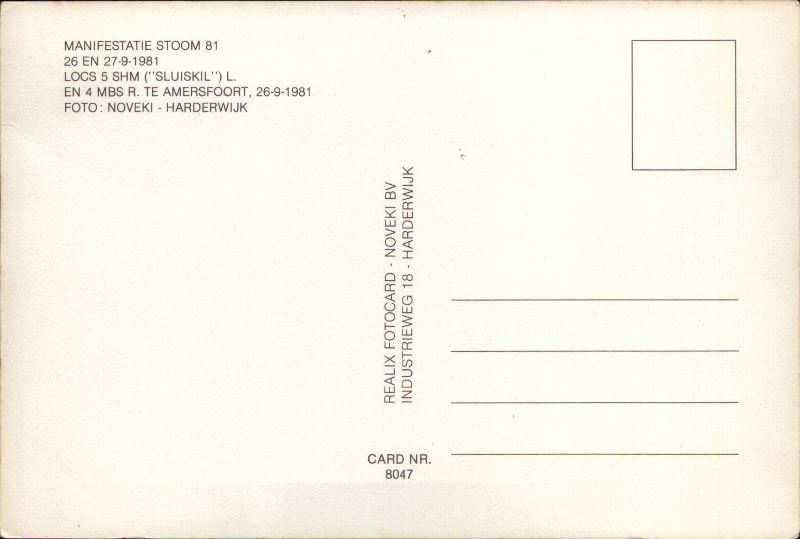 MANIFESTATIE STOOM 81
26 EN 27-9-1981
LOCS 5 SHM (''SLUISKIL'') L.
EN 4 MBS R. TE AMERSFOORT, 26-9-1981
FOTO: NOVEKI - HARDERWIJK
REALIX FOTOCARD - NOVEKI BV
INDUSTRIEWEG 18 - HARDERWIJK
CARD NR.
8047